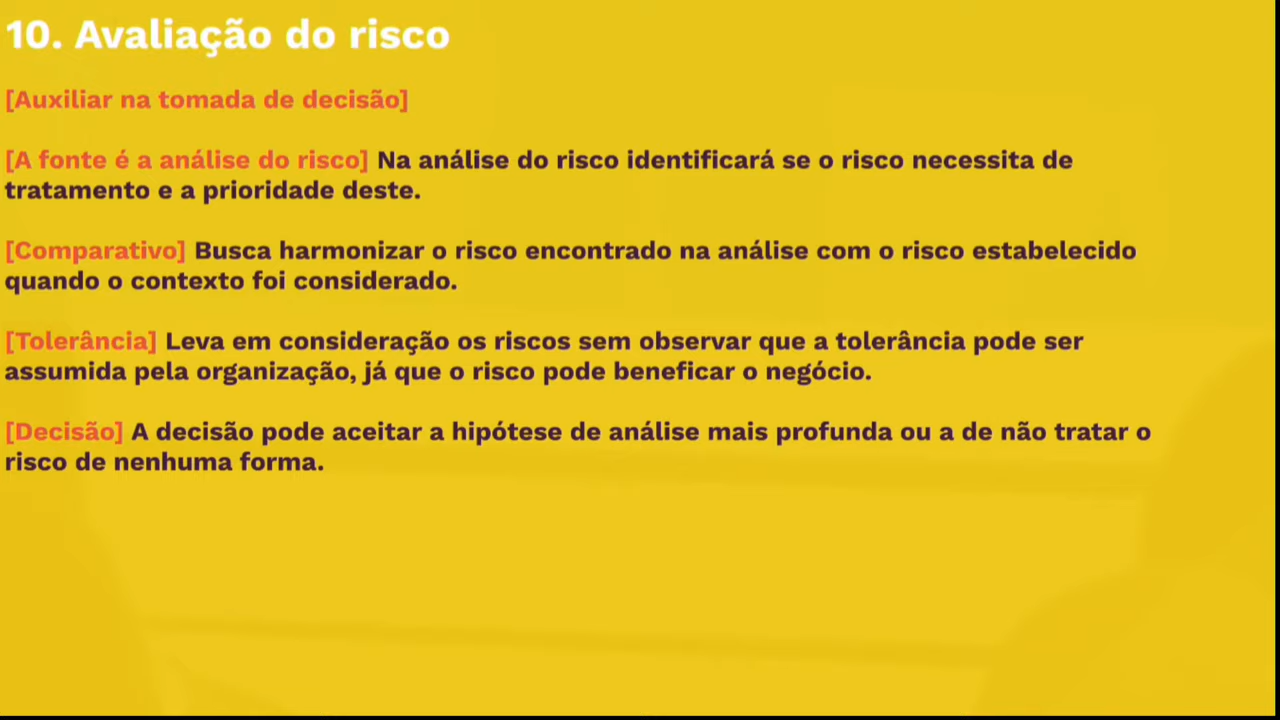 10. Avaliação do risco
[Auxiliar na tomada de decisão]
[A fonte é a análise do risco] Na análise do risco identificará se o risco necessita de
tratamento e a prioridade deste.
[Comparativo] Busca harmonizar o risco encontrado na análise com o risco estabelecido
quando o contexto foi considerado.
[Tolerância] Leva em consideração os riscos sem observar que a tolerância pode ser
assumida pela organização, já que o risco pode beneficar o negócio.
[Decisão] A decisão pode aceitar a hipótese de análise mais profunda ou a de não tratar o
risco de nenhuma forma.